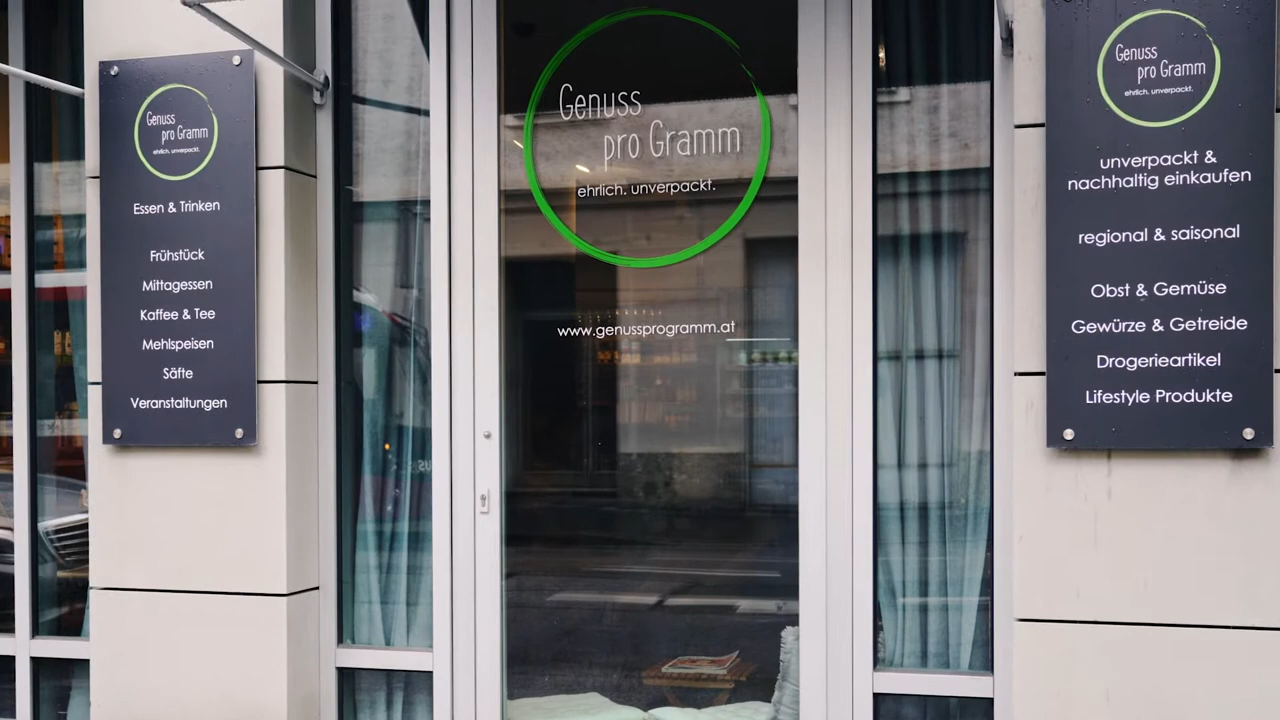 Genuss
pro Gramm
ehrlich. unverpackt.
Essen & Trinken
Frühstück
Mittagessen
Kaffee & Tee
Mehlspeisen
Säfte
Veranstaltungen
Genuss
pro Gramm
ehrlich. unverpackt.
www.genussprogramm.at
Genuss
pro Gramm
ehrlich. unverpackt.
unverpackt &
nachhaltig einkaufen
regional & saisonal
Obst & Gemüse
Gewürze & Getreide
Drogerieartikel
Lifestyle Produkte